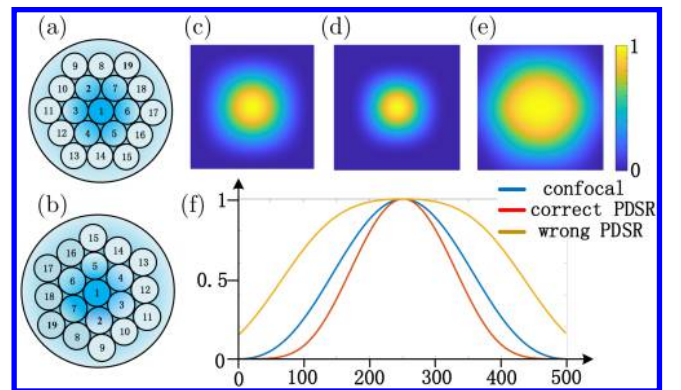 (a)
9 8 19
10 2 7 18
11 3 1 6 17
12 4 5 16
13 14 15
(b)
15
16 14
17 5 13
6 4
18 1 12
7 3
19 2 11
8 10
9
(c)
(d)
(e)
1
0
(f)
confocal
correct PDSR
wrong PDSR
1
0.5
0
0 100 200 300 400 500